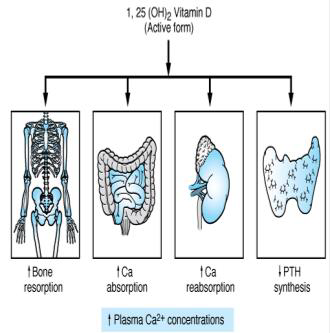 1, 25 (OH)2 Vitamin D
(Active form)
↑Bone
resorption
↑Ca
absorption
↑Ca
reabsorption
↓PTH
synthesis
↑Plasma Ca2+ concentrations